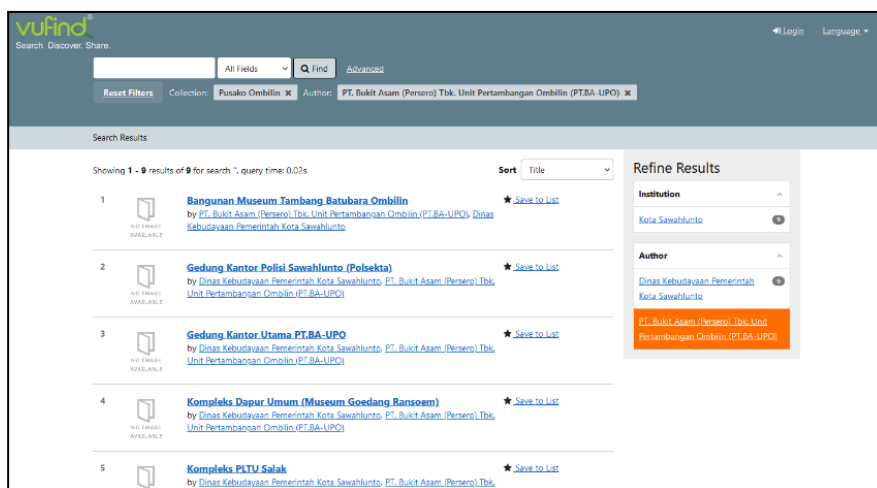 vufind®
Login Language
Search. Discover. Share.
All Fields Find Advanced
Reset Filters Collection: Pusako Ombilin ✖ Author: PT. Bukit Asam (Persero) Tbk. Unit Pertambangan Ombilin (PT.BA-UPO) ✖
Search Results
Showing 1 - 9 results of 9 for search '', query time: 0.02s
Sort Title
1
NO IMAGE
AVAILABLE
Bangunan Museum Tambang Batubara Ombilin
by PT. Bukit Asam (Persero) Tbk. Unit Pertambangan Ombilin (PT.BA-UPO), Dinas
Kebudayaan Pemerintah Kota Sawahlunto
Save to List
2
NO IMAGE
AVAILABLE
Gedung Kantor Polisi Sawahlunto (Polsekta)
by Dinas Kebudayaan Pemerintah Kota Sawahlunto, PT. Bukit Asam (Persero) Tbk.
Unit Pertambangan Ombilin (PT.BA-UPO)
Save to List
3
NO IMAGE
AVAILABLE
Gedung Kantor Utama PT.BA-UPO
by Dinas Kebudayaan Pemerintah Kota Sawahlunto, PT. Bukit Asam (Persero) Tbk.
Unit Pertambangan Ombilin (PT.BA-UPO)
Save to List
4
NO IMAGE
AVAILABLE
Kompleks Dapur Umum (Museum Goedang Ransoem)
by Dinas Kebudayaan Pemerintah Kota Sawahlunto, PT. Bukit Asam (Persero) Tbk.
Unit Pertambangan Ombilin (PT.BA-UPO)
Save to List
5
Kompleks PLTU Salak
by Dinas Kebudayaan Pemerintah Kota Sawahlunto, PT. Bukit Asam (Persero) Tbk.
Save to List
Refine Results
Institution
Kota Sawahlunto 9
Author
Dinas Kebudayaan Pemerintah 9
Kota Sawahlunto
PT. Bukit Asam (Persero) Tbk. Unit
Pertambangan Ombilin (PT.BA-UPO)